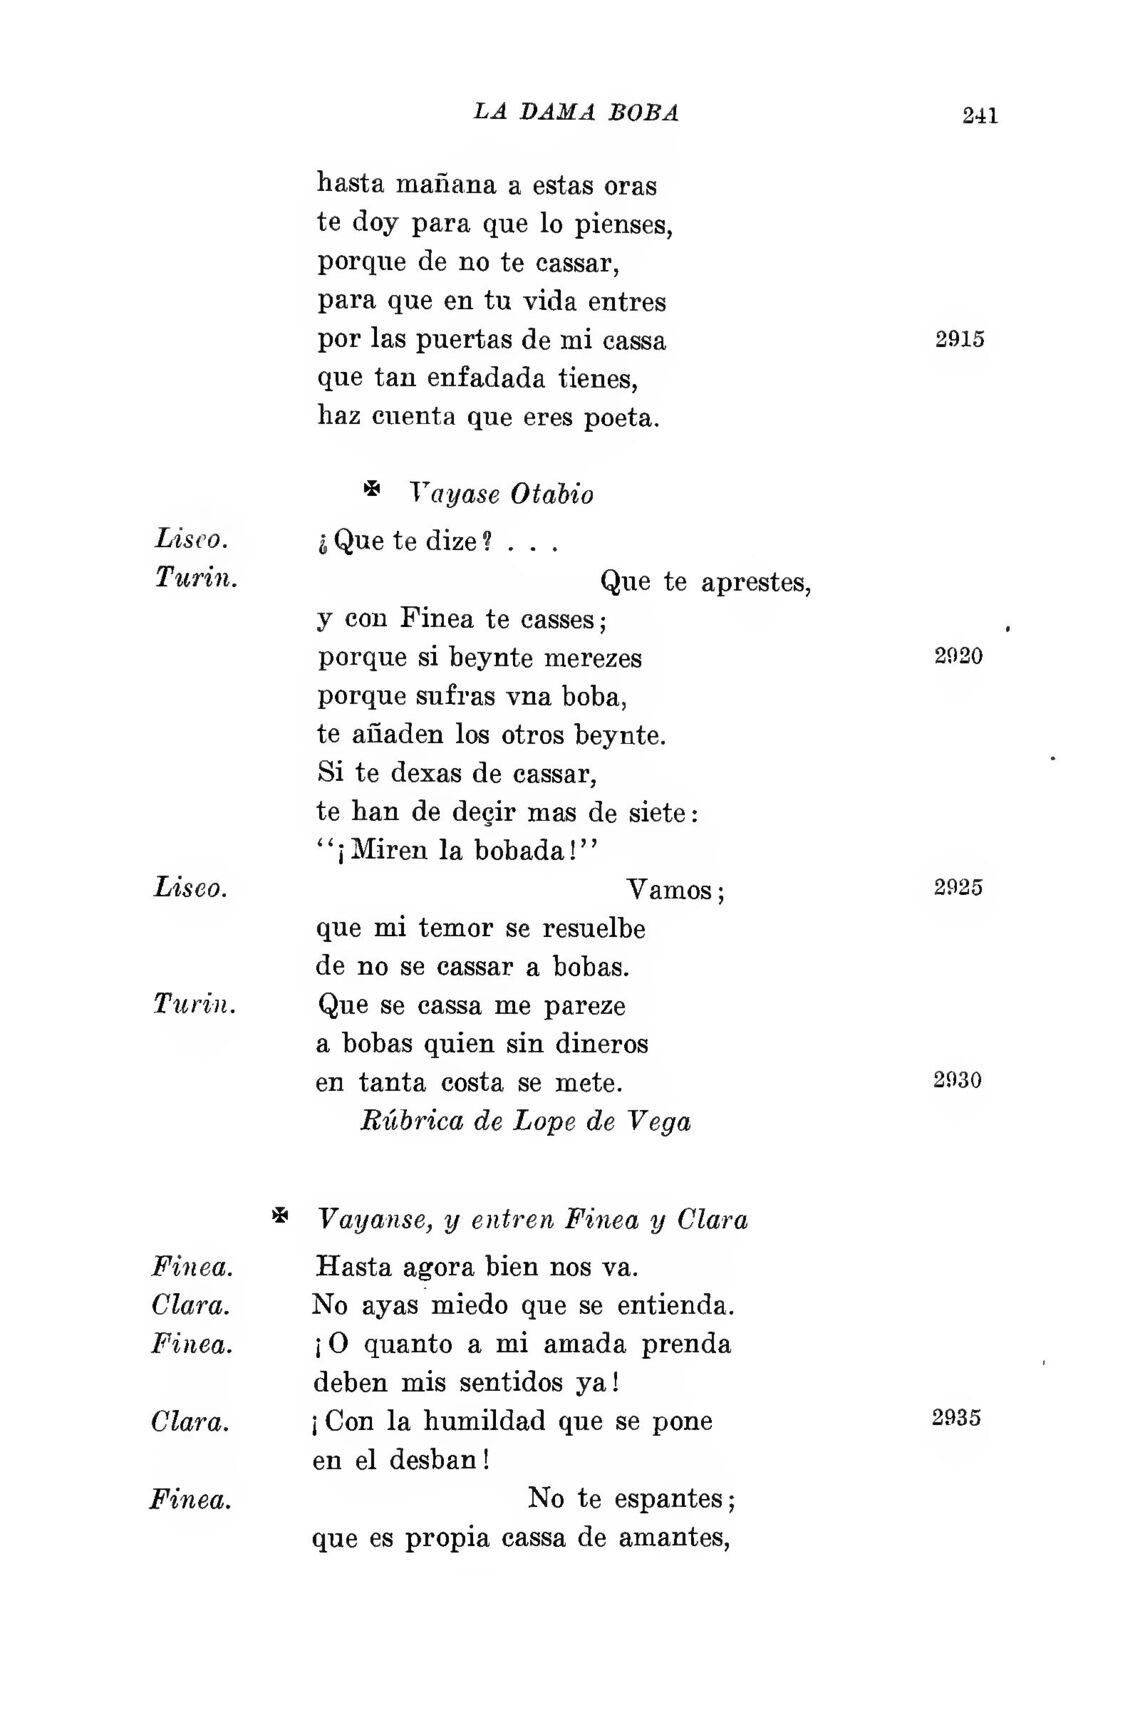 LA DAMA BOBA 241
hasta mañana a estas oras
te doy para que lo pienses,
porque de no te cassar,
para que en tu vida entres
por las puertas de mi cassa 2915
que tan enfadada tienes,
haz cuenta que eres poeta.
✠ Vayase Otabio
Liseo. ¿Que te dize? . . .
Turin. Que te aprestes,
y con Finea te casses;
porque si beynte merezes 2920
porque sufras vna boba,
te añaden los otros beynte.
Si te dexas de cassar,
te han de deçir mas de siete:
“¡Miren la bobada!”
Liseo. Vamos; 2925
que mi temor se resuelbe
de no se cassar a bobas.
Turin. Que se cassa me pareze
a bobas quien sin dineros
en tanta costa se mete. 2930
Rúbrica de Lope de Vega
✠ Vayanse, y entren Finea y Clara
Finea. Hasta agora bien nos va.
Clara. No ayas miedo que se entienda.
Finea. ¡O quanto a mi amada prenda
deben mis sentidos ya!
Clara. ¡Con la humildad que se pone 2935
en el desban!
Finea. No te espantes;
que es propia cassa de amantes,